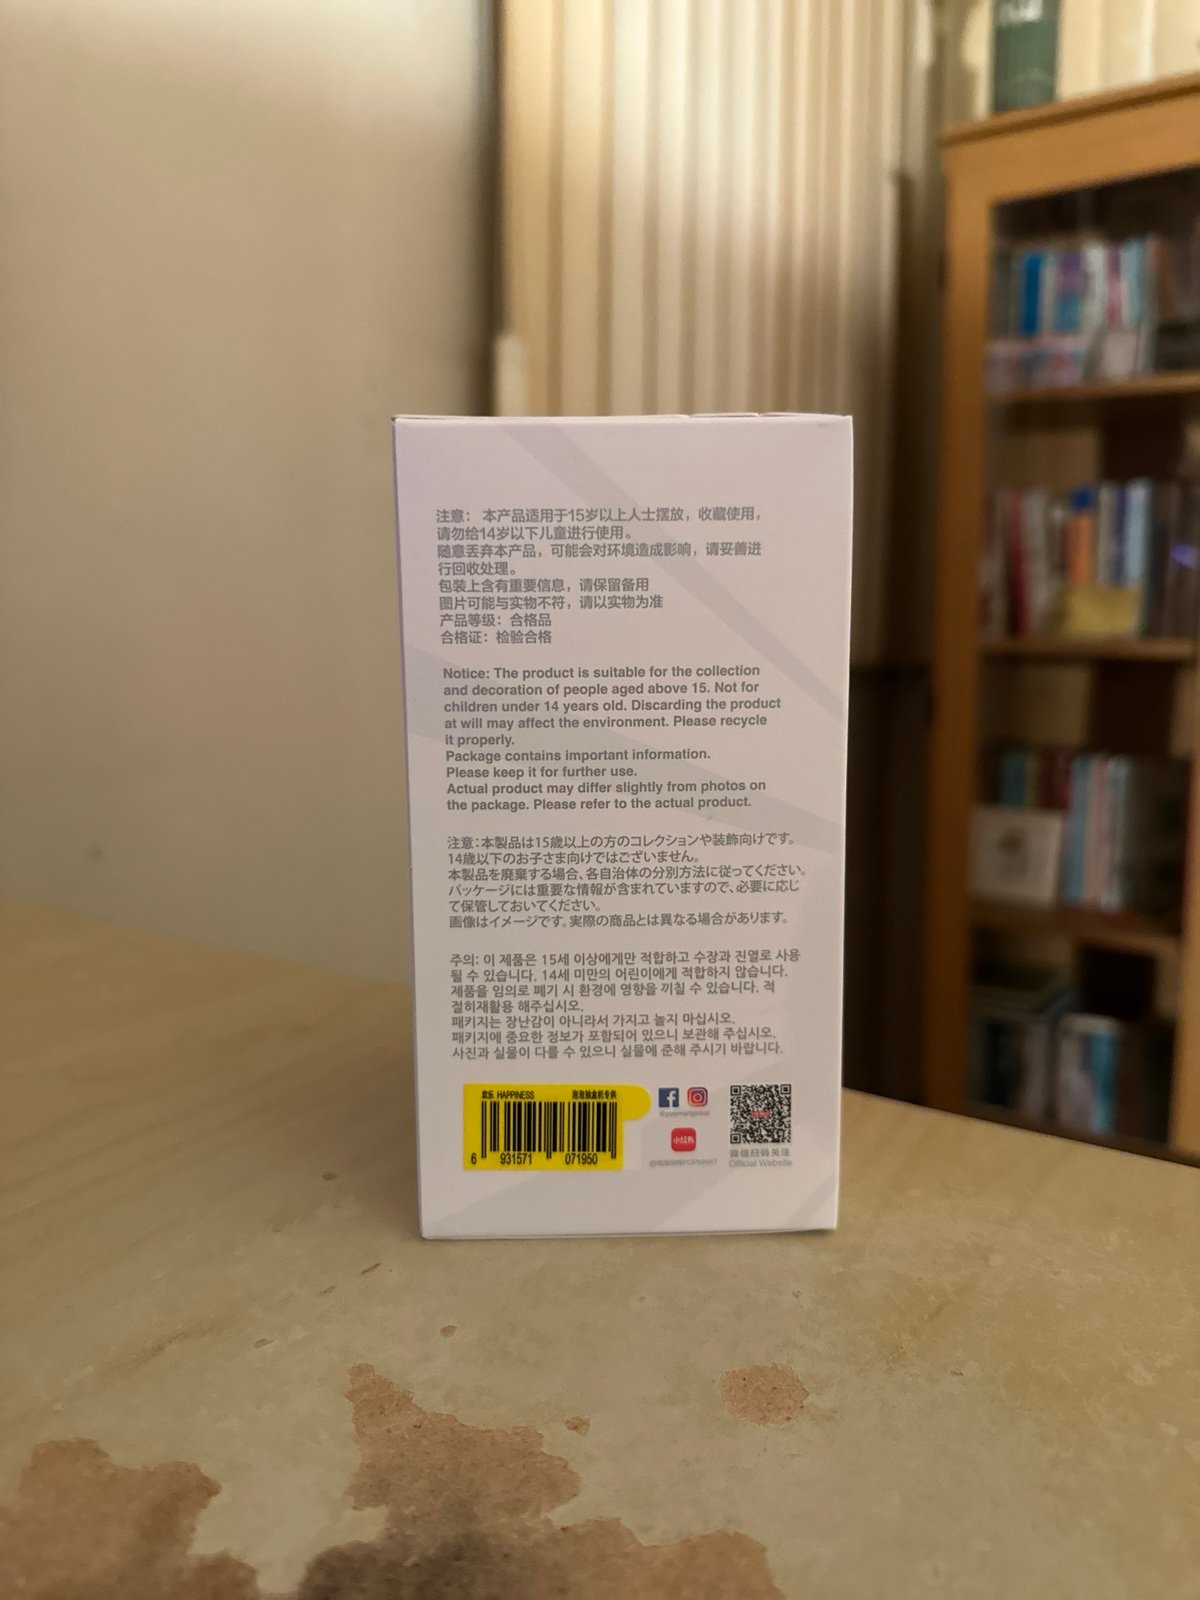 注意： 本产品适用于15岁以上人士摆放，收藏使用，
请勿给14岁以下儿童进行使用。
随意丢弃本产品，可能会对环境造成影响，请妥善进
行回收处理。
包装上含有重要信息，请保留备用
图片可能与实物不符，请以实物为准
产品等级：合格品
合格证：检验合格
Notice: The product is suitable for the collection
and decoration of people aged above 15. Not for
children under 14 years old. Discarding the product
at will may affect the environment. Please recycle
it properly.
Package contains important information.
Please keep it for further use.
Actual product may differ slightly from photos on
the package. Please refer to the actual product.
注意：本製品は15歳以上の方のコレクションや装飾向けです。
14歳以下のお子さま向けではございません。
本製品を廃棄する場合、各自治体の分別方法に従ってください。
パッケージには重要な情報が含まれていますので、必要に応じ
て保管しておいてください。
画像はイメージです。実際の商品とは異なる場合があります。
주의: 이 제품은 15세 이상에게만 적합하고 수장과 진열로 사용
될 수 있습니다. 14세 미만의 어린이에게 적합하지 않습니다.
제품을 임의로 폐기 시 환경에 영향을 끼칠 수 있습니다. 적
절히재활용 해주십시오.
패키지는 장난감이 아니라서 가지고 놀지 마십시오.
패키지에 중요한 정보가 포함되어 있으니 보관해 주십시오.
사진과 실물이 다를 수 있으니 실물에 준해 주시기 바랍니다.
欢乐 HAPPINESS 泡泡抽盒机专供
6 931571 071950
@popmartglobal
小红书
POPMART
微信扫码关注
Official Website